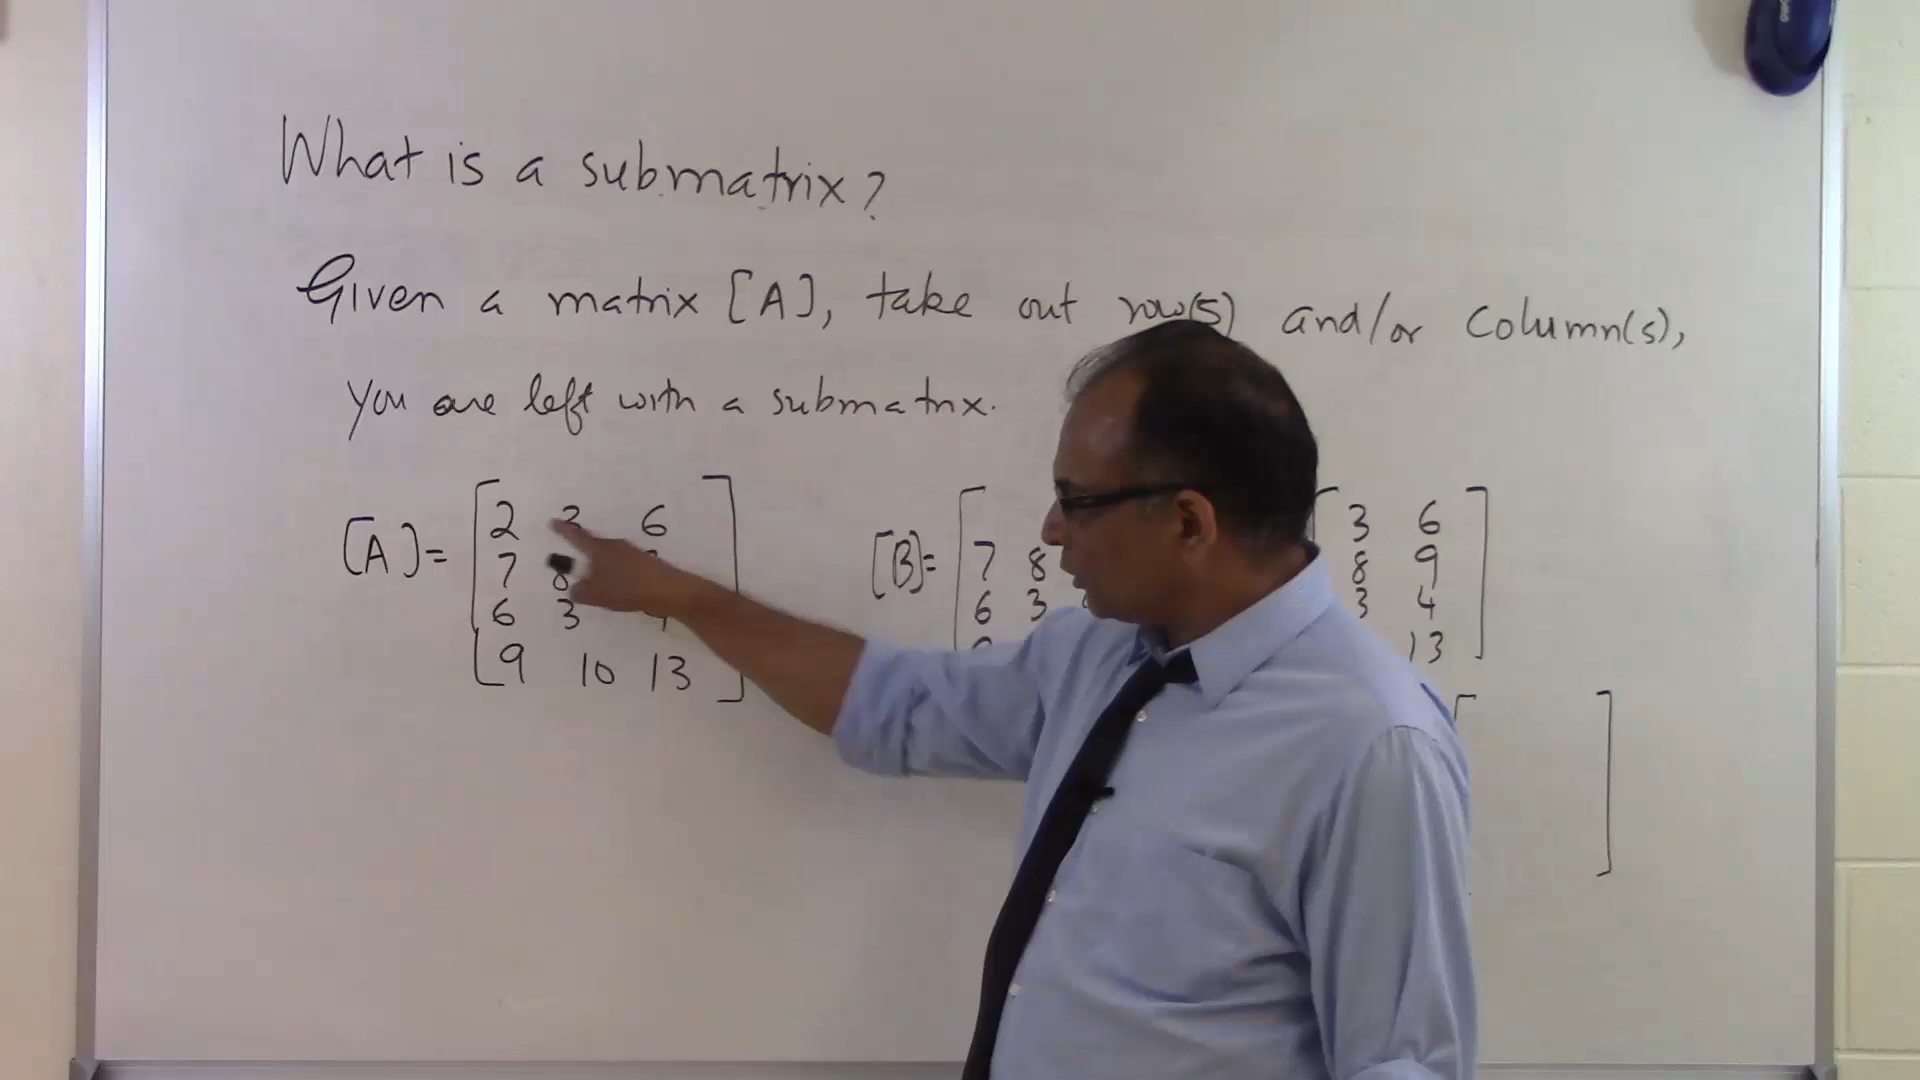 What is a submatrix?
Given a matrix [A], take out row(s) and/or column(s),
you are left with a submatrix.
[A]= [2 3 6
7 8
6 3
9 10 13]
[B]= [7 8
6 3
3 6
8 9
3 4
13]